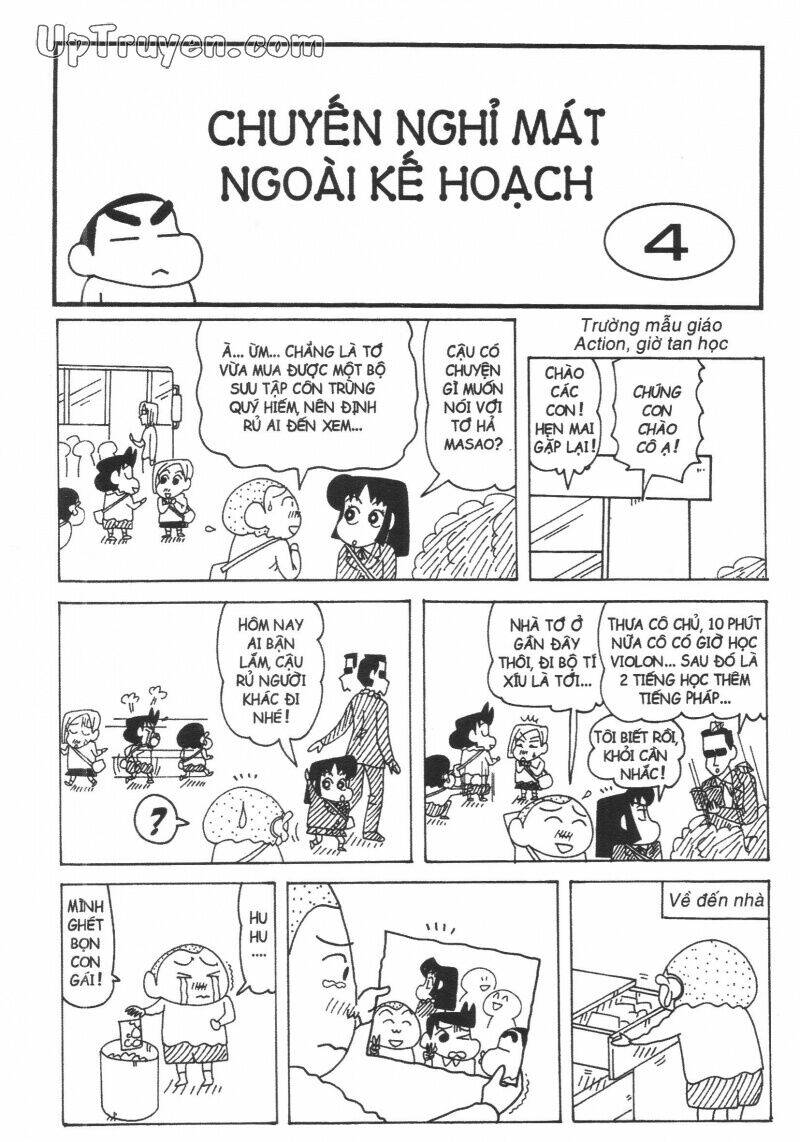 UpTruyen.com
CHUYẾN NGHỈ MÁT
NGOÀI KẾ HOẠCH
4
Trường mẫu giáo
Action, giờ tan học
CHÚNG
CON
CHÀO
CÔ Ạ!
CHÀO
CÁC
CON!
HẸN MAI
GẶP LẠI!
CẬU CÓ
CHUYỆN
GÌ MUỐN
NÓI VỚI
TỚ HẢ
MASAO?
À... ỪM... CHẲNG LÀ TỚ
VỪA MUA ĐƯỢC MỘT BỘ
SƯU TẬP CÔN TRÙNG
QUÝ HIẾM, NÊN ĐỊNH
RỦ AI ĐẾN XEM...
THƯA CÔ CHỦ, 10 PHÚT
NỮA CÔ CÓ GIỜ HỌC
VIOLON... SAU ĐÓ LÀ
2 TIẾNG HỌC THÊM
TIẾNG PHÁP...
TÔI BIẾT RỒI,
KHỎI CẦN
NHẮC!
NHÀ TỚ Ở
GẦN ĐÂY
THÔI, ĐI BỘ TÍ
XÍU LÀ TỚI...
HÔM NAY
AI BẬN
LẮM, CẬU
RỦ NGƯỜI
KHÁC ĐI
NHÉ!
?
Về đến nhà
HU
HU
....
MÌNH
GHÉT
BỌN
CON
GÁI!